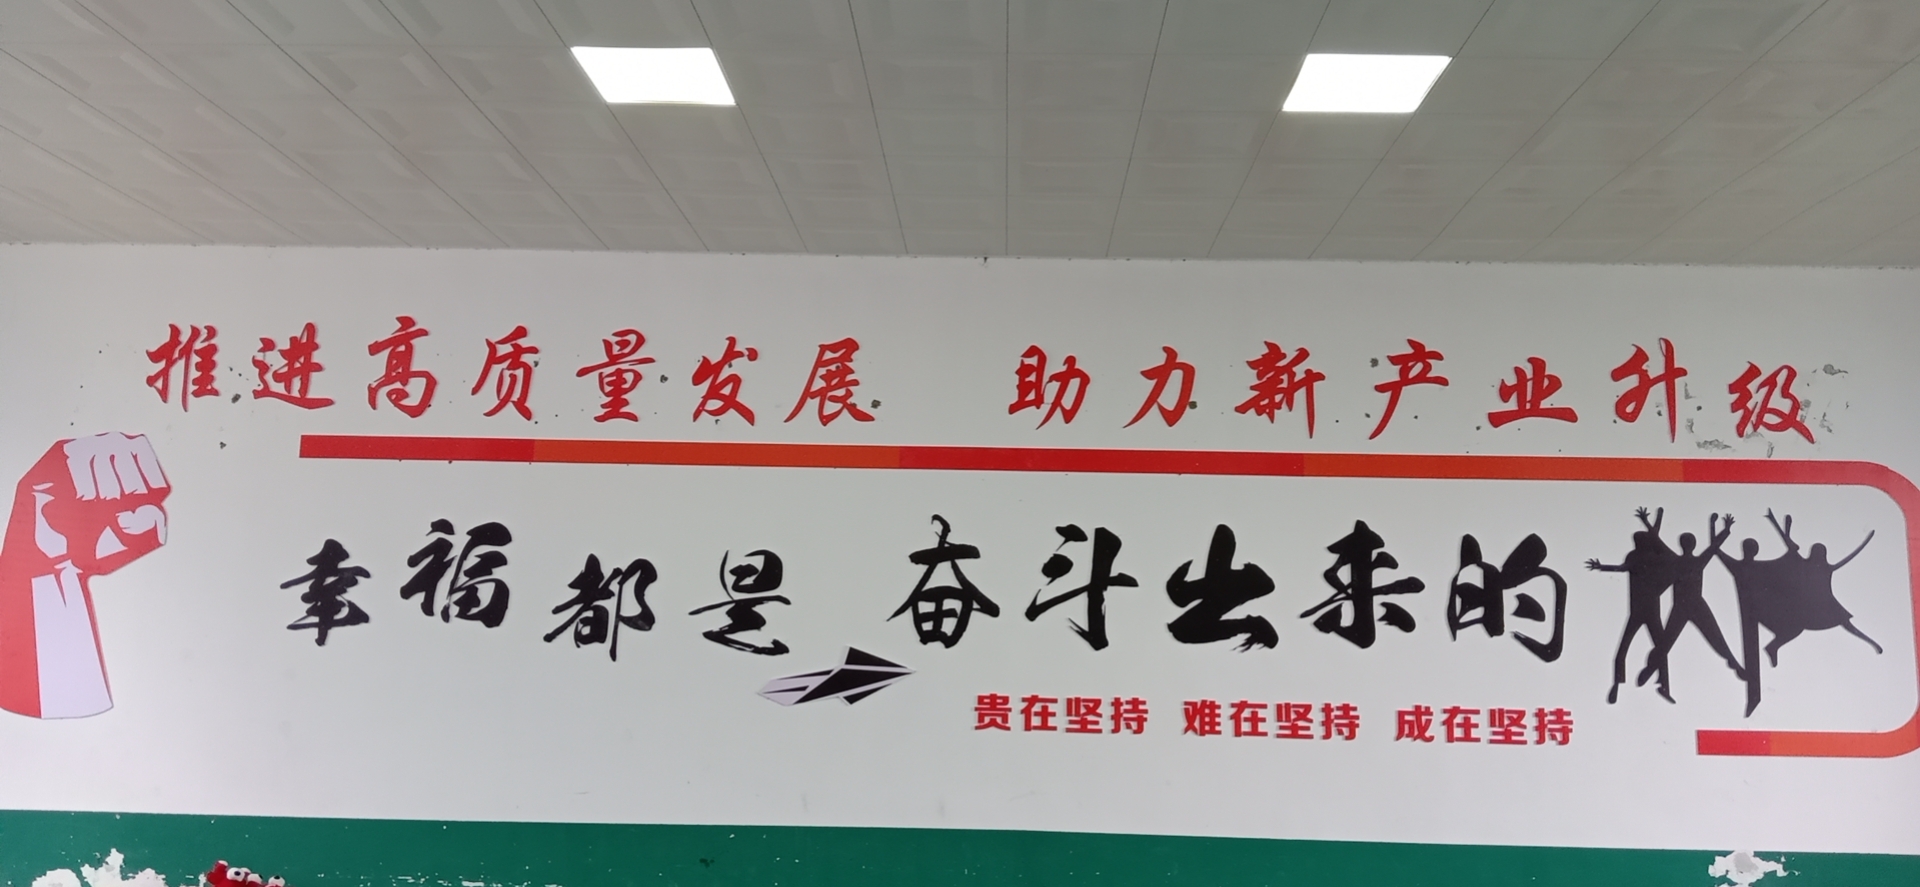 推进高质量发展 助力新产业升级
幸福都是奋斗出来的
贵在坚持 难在坚持 成在坚持